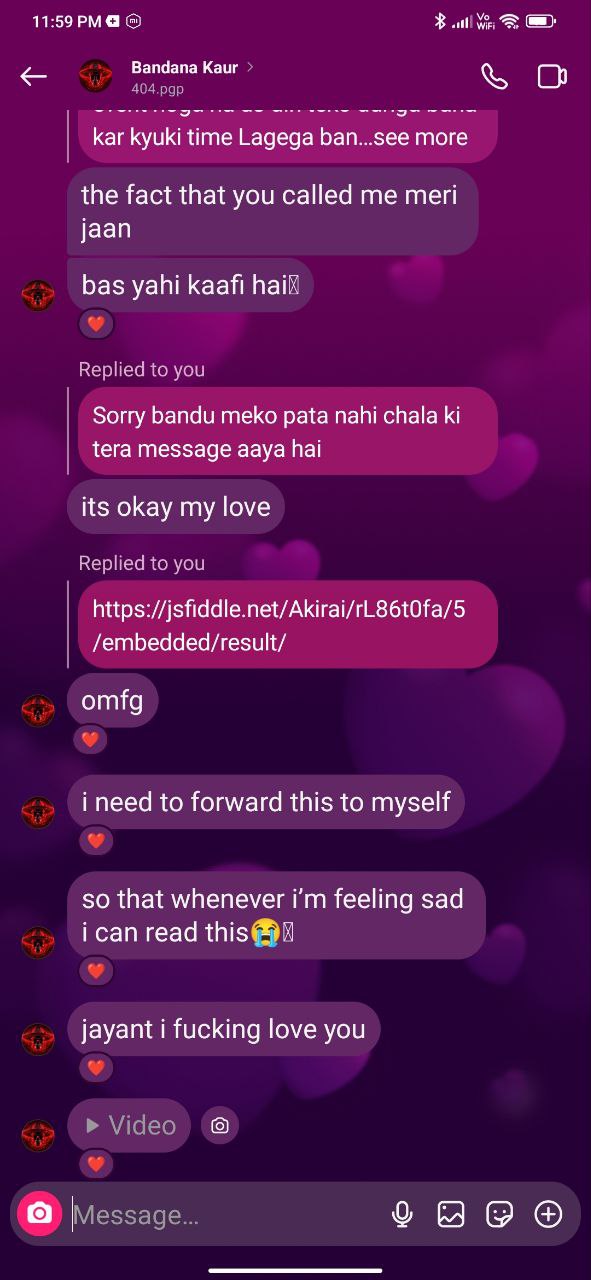 11:59 PM
Vo
WiFi
Bandana Kaur
404.pgp
kar kyuki time Lagega ban...see more
the fact that you called me meri
jaan
bas yahi kaafi hai
Replied to you
Sorry bandu meko pata nahi chala ki
tera message aaya hai
its okay my love
Replied to you
https://jsfiddle.net/Akirai/rL86t0fa/5
/embedded/result/
omfg
i need to forward this to myself
so that whenever i’m feeling sad
i can read this😭
jayant i fucking love you
Video
Message...